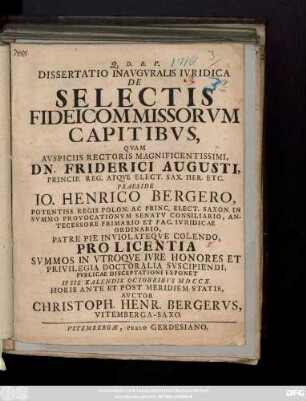 Q. D. B. V.
DISSERTATIO INAVGVRALIS IVRIDICA
DE
SELECTIS
FIDEICOMMISSORVM
CAPITIBVS,
QVAM
AVSPICIIS RECTORIS MAGNIFICENTISSIMI,
DN. FRIDERICI AUGUSTI,
PRINCIP. REG. ATQVE ELECT. SAX. HER. ETC.
PRAESIDE
IO. HENRICO BERGERO,
POTENTISS. REGIS POLON. AC PRINC. ELECT. SAXON. IN
SVMMO PROVOCATIONVM SENATV CONSILIARIO, AN-
TECESSORE PRIMARIO ET FAC. IVRIDICAE
ORDINARIO,
PATRE PIE INVIOLATEQVE COLENDO,
PRO LICENTIA
SVMMOS IN VTROQVE IVRE HONORES ET
PRIVILEGIA DOCTORALIA SVSCIPIENDI,
PVBLICAE DISCEPTATIONI EXPONET
IPSIS KALENDIS OCTOBRIBVS MDCCX.
HORIS ANTE ET POST MERIDIEM STATIS,
AVCTOR
CHRISTOPH. HENR. BERGERVS,
VITEMBERGA-SAXO.
VITEMBERGÆ, PRELO GERDESIANO.